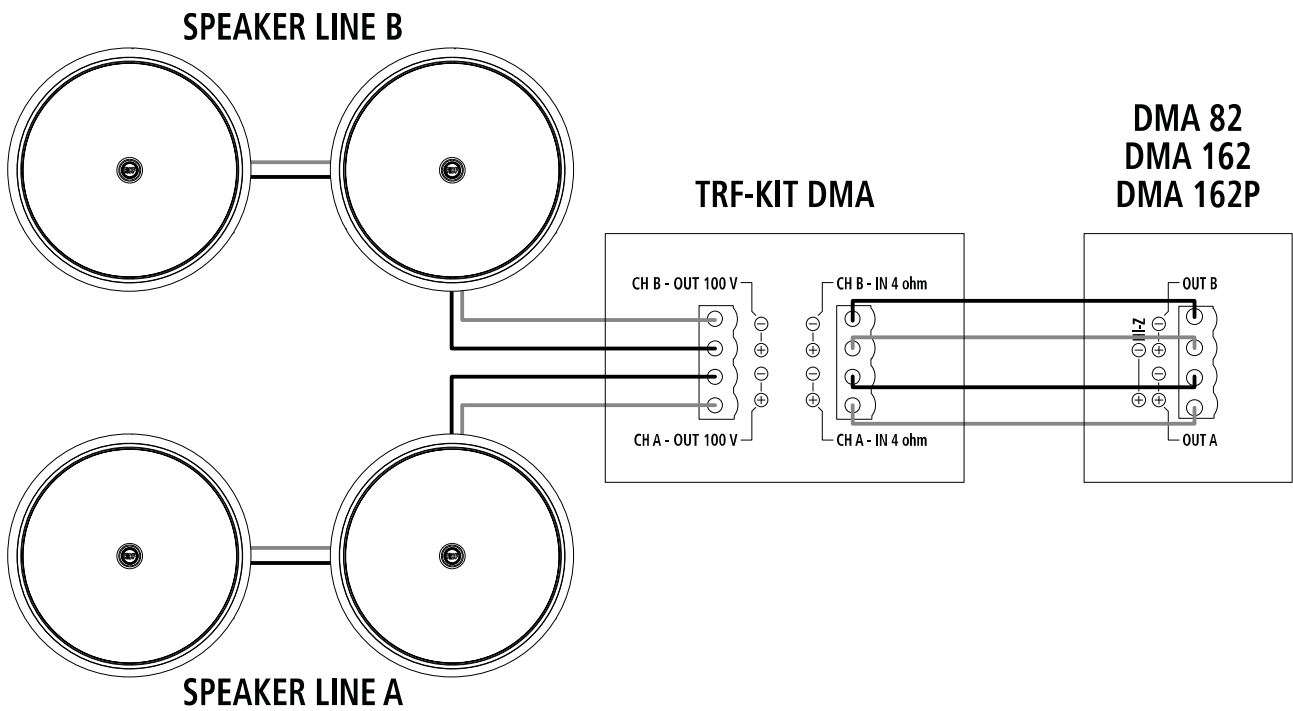 SPEAKER LINE B
DMA 82
DMA 162
DMA 162P
TRF-KIT DMA
CH B - OUT 100 V
CH B - IN 4 ohm
OUT B
CH A - OUT 100 V
CH A - IN 4 ohm
OUT A
SPEAKER LINE A